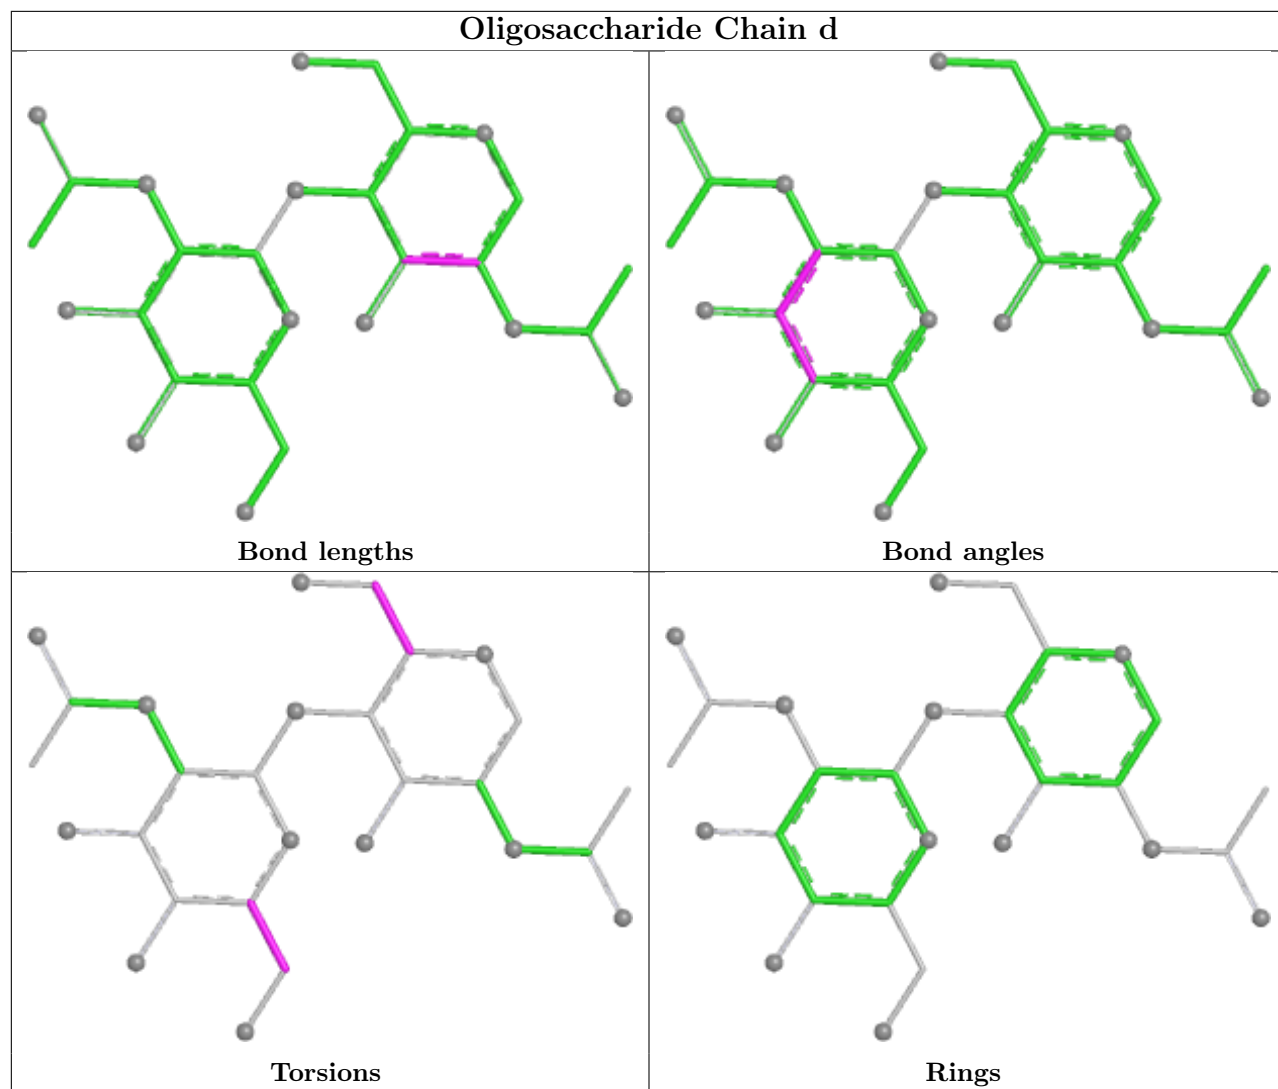 Oligosaccharide Chain d
Bond lengths
Bond angles
Torsions
Rings